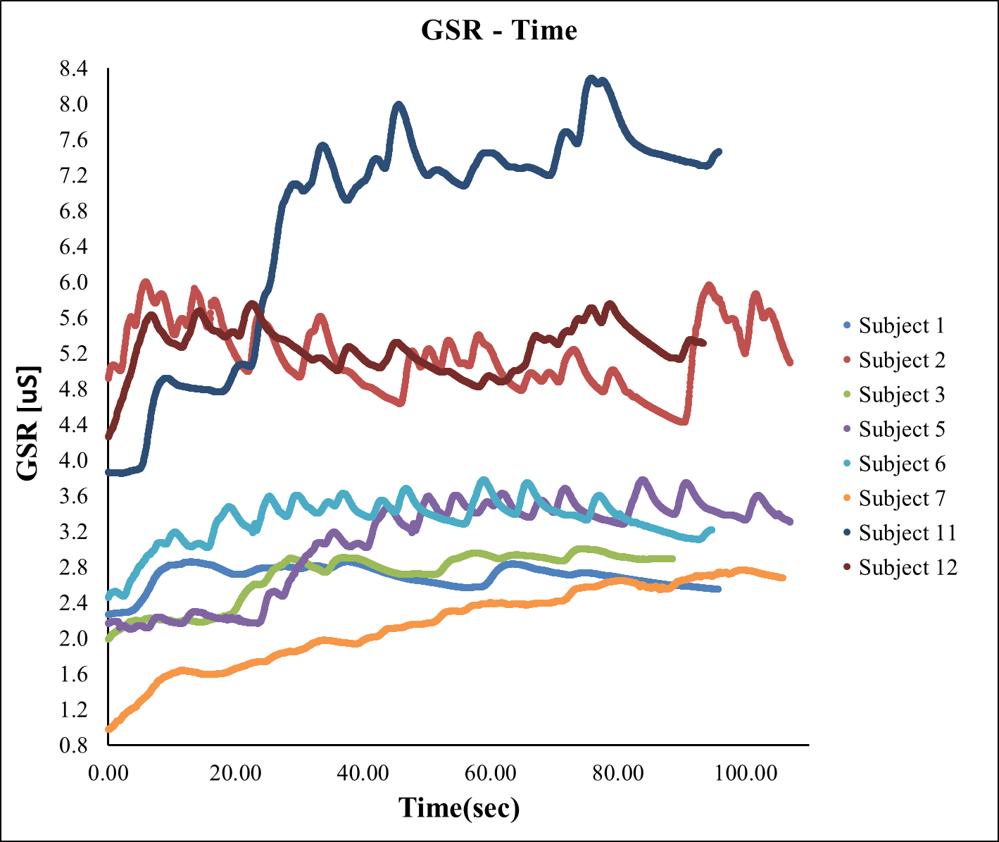 GSR - Time
8.4
8.0
7.6
7.2
6.8
6.4
6.0
5.6
5.2
4.8
4.4
4.0
3.6
3.2
2.8
2.4
2.0
1.6
1.2
0.8
GSR [uS]
0.00 20.00 40.00 60.00 80.00 100.00
Time(sec)
Subject 1
Subject 2
Subject 3
Subject 5
Subject 6
Subject 7
Subject 11
Subject 12